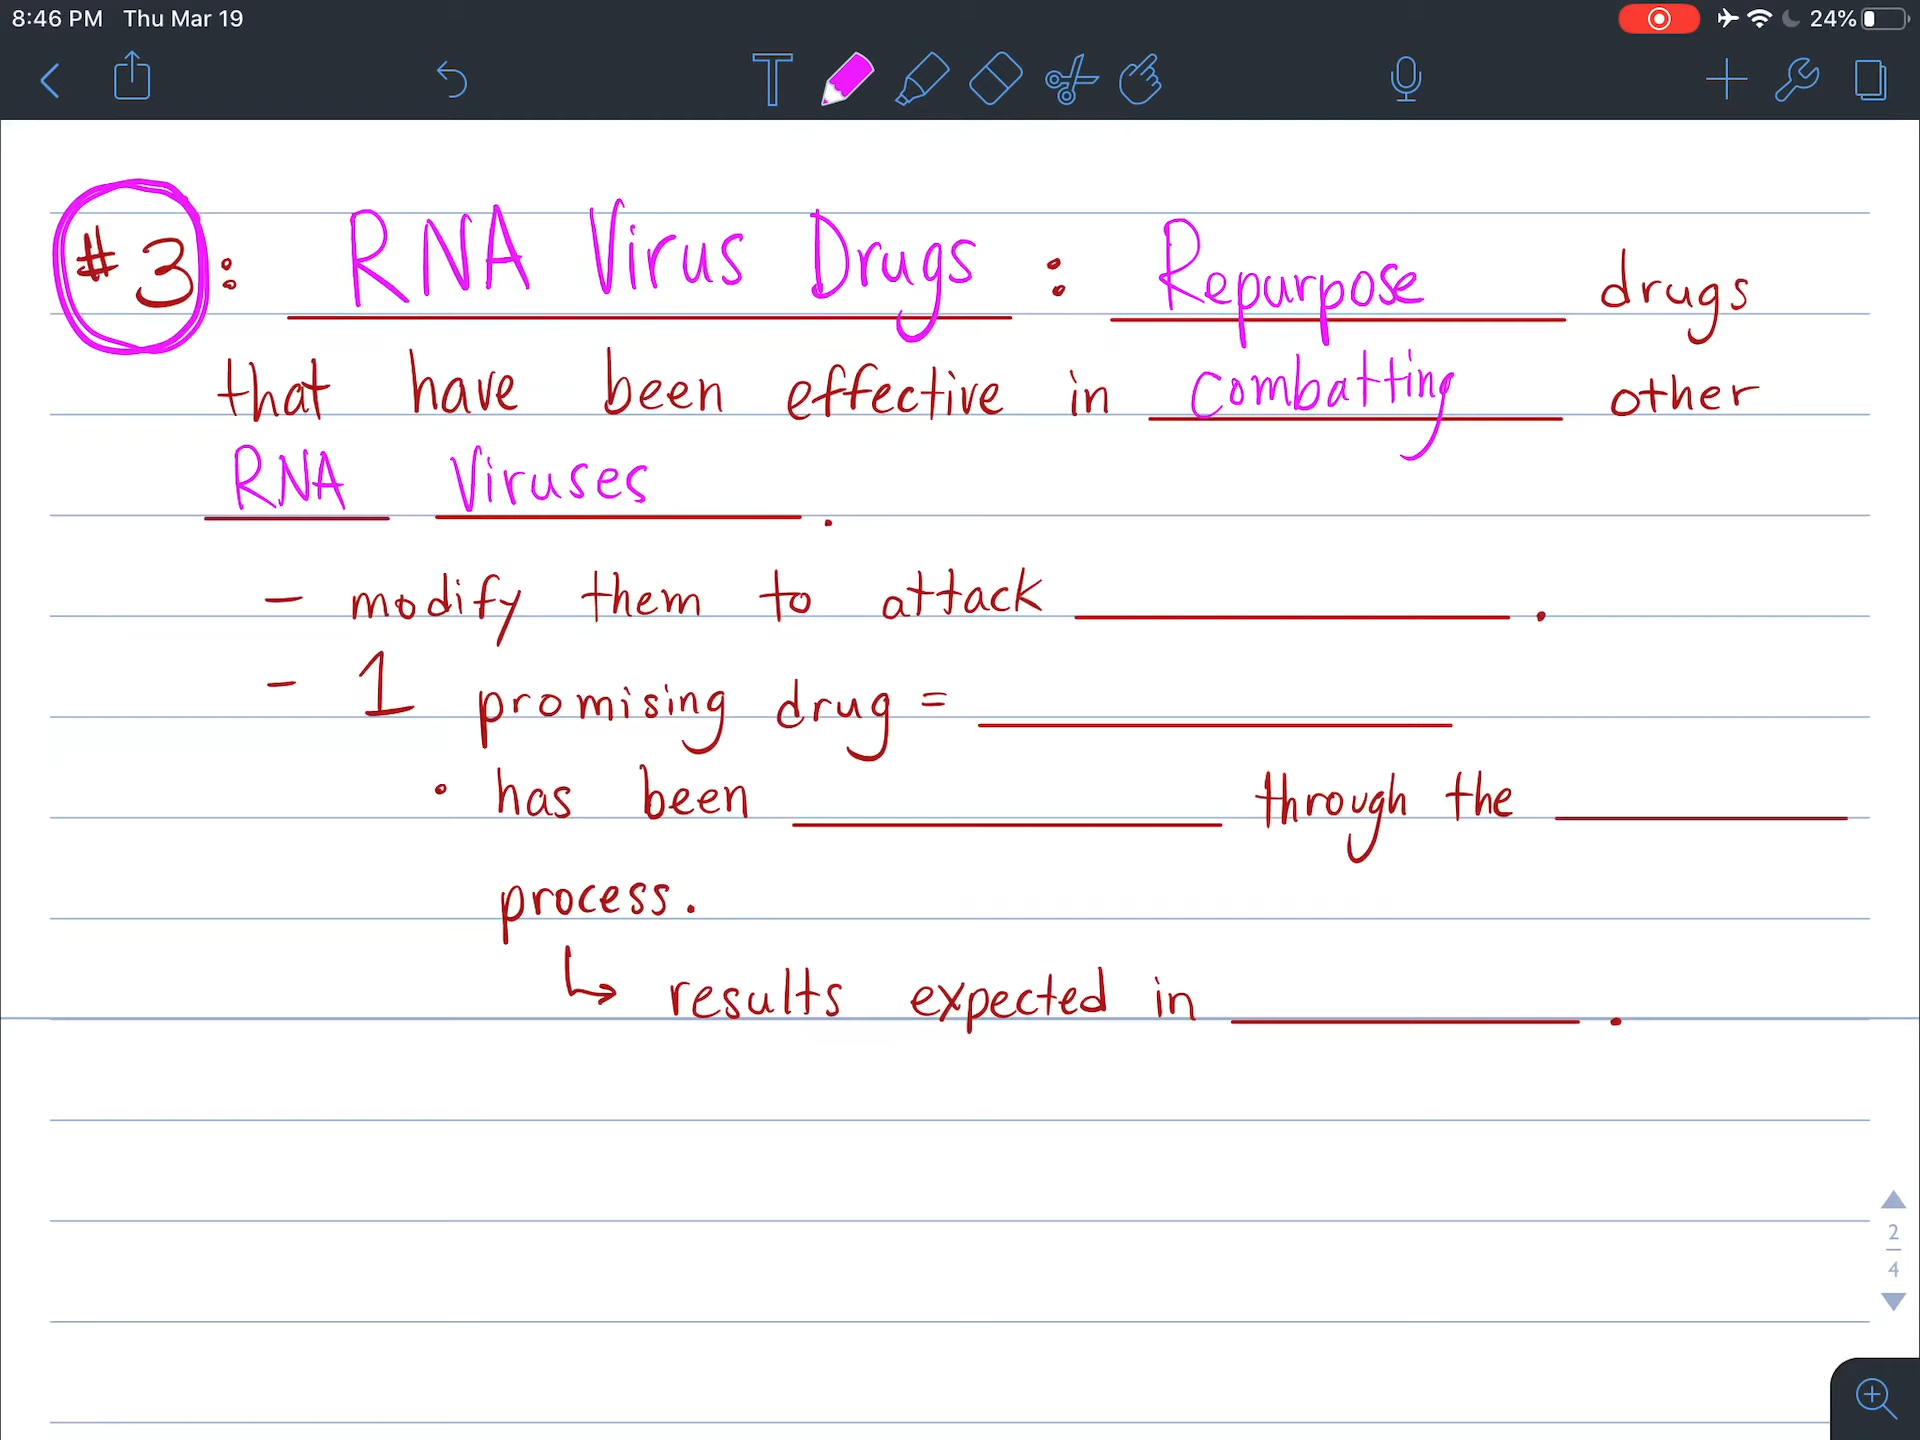 8:46 PM Thu Mar 19 24%
T
#3: RNA Virus Drugs : Repurpose drugs
that have been effective in combatting other
RNA Viruses.
- modify them to attack .
- 1 promising drug =
• has been through the
process.
↳ results expected in .
2
4